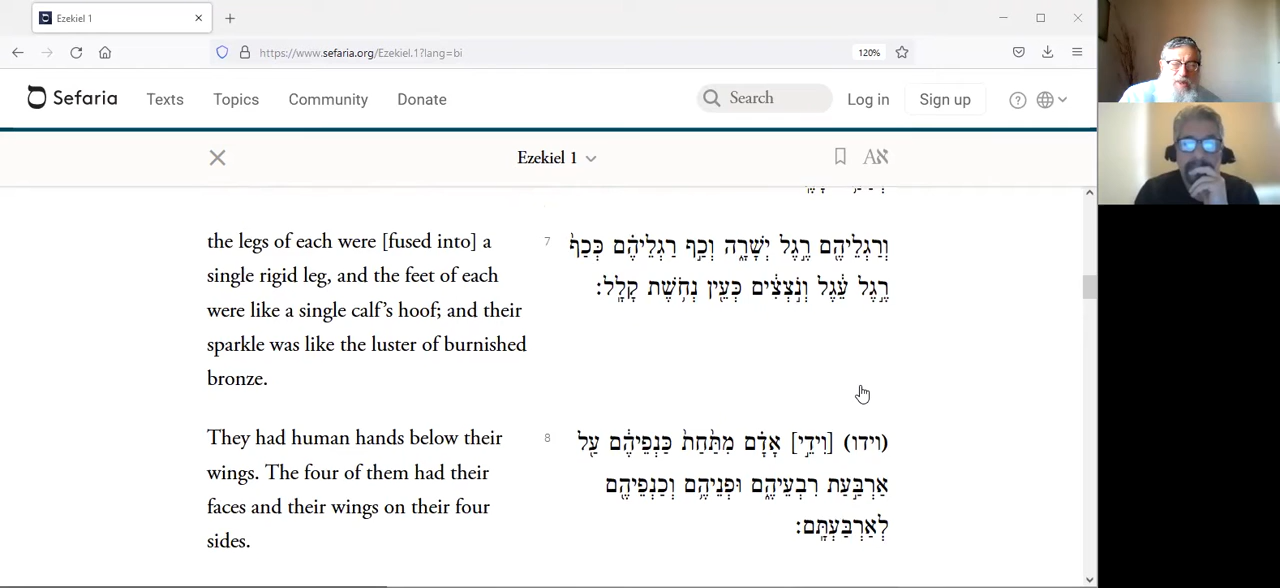 Ezekiel 1
https://www.sefaria.org/Ezekiel.1?lang=bi
120%
Sefaria
Texts
Topics
Community
Donate
Search
Log in
Sign up
Ezekiel 1
Aא
the legs of each were [fused into] a
single rigid leg, and the feet of each
were like a single calf’s hoof; and their
sparkle was like the luster of burnished
bronze.
7
וְרַגְלֵיהֶ֖ם רֶ֣גֶל יְשָׁרָ֑ה וְכַ֣ף רַגְלֵיהֶ֗ם כְּכַף֙
רֶ֣גֶל עֵ֔גֶל וְנֹ֣צְצִ֔ים כְּעֵ֖ין נְחֹ֥שֶׁת קָלָֽל׃
They had human hands below their
wings. The four of them had their
faces and their wings on their four
sides.
8
(וידו) [וִידֵ֣י] אָדָ֗ם מִתַּ֙חַת֙ כַּנְפֵיהֶ֔ם עַ֖ל
אַרְבַּ֣עַת רִבְעֵיהֶ֑ם וּפְנֵיהֶ֥ם וְכַנְפֵיהֶ֖ם
לְאַרְבַּעְתָּֽם׃